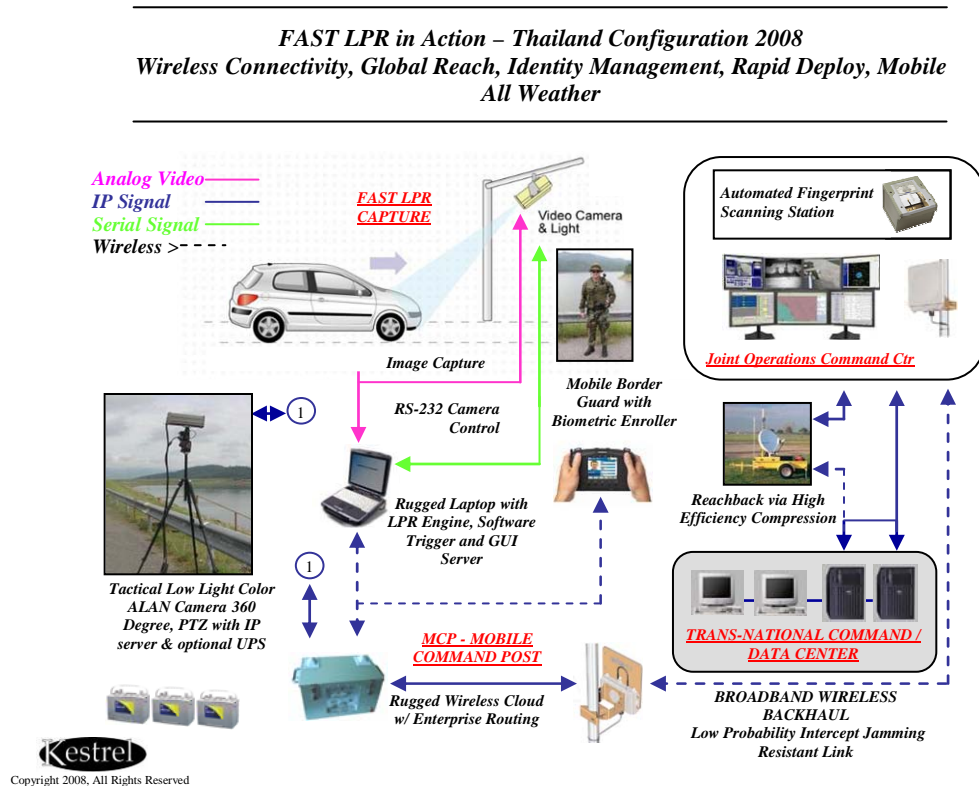 FAST LPR in Action – Thailand Configuration 2008
Wireless Connectivity, Global Reach, Identity Management, Rapid Deploy, Mobile
All Weather
Analog Video
IP Signal
Serial Signal
Wireless >
FAST LPR
CAPTURE
Video Camera
& Light
Automated Fingerprint
Scanning Station
Joint Operations Command Ctr
Image Capture
RS-232 Camera
Control
Mobile Border
Guard with
Biometric Enroller
1
Reachback via High
Efficiency Compression
Rugged Laptop with
LPR Engine, Software
Trigger and GUI
Server
1
Tactical Low Light Color
ALAN Camera 360
Degree, PTZ with IP
server & optional UPS
TRANS-NATIONAL COMMAND /
DATA CENTER
MCP - MOBILE
COMMAND POST
Rugged Wireless Cloud
w/ Enterprise Routing
BROADBAND WIRELESS
BACKHAUL
Low Probability Intercept Jamming
Resistant Link
Kestrel
Copyright 2008, All Rights Reserved